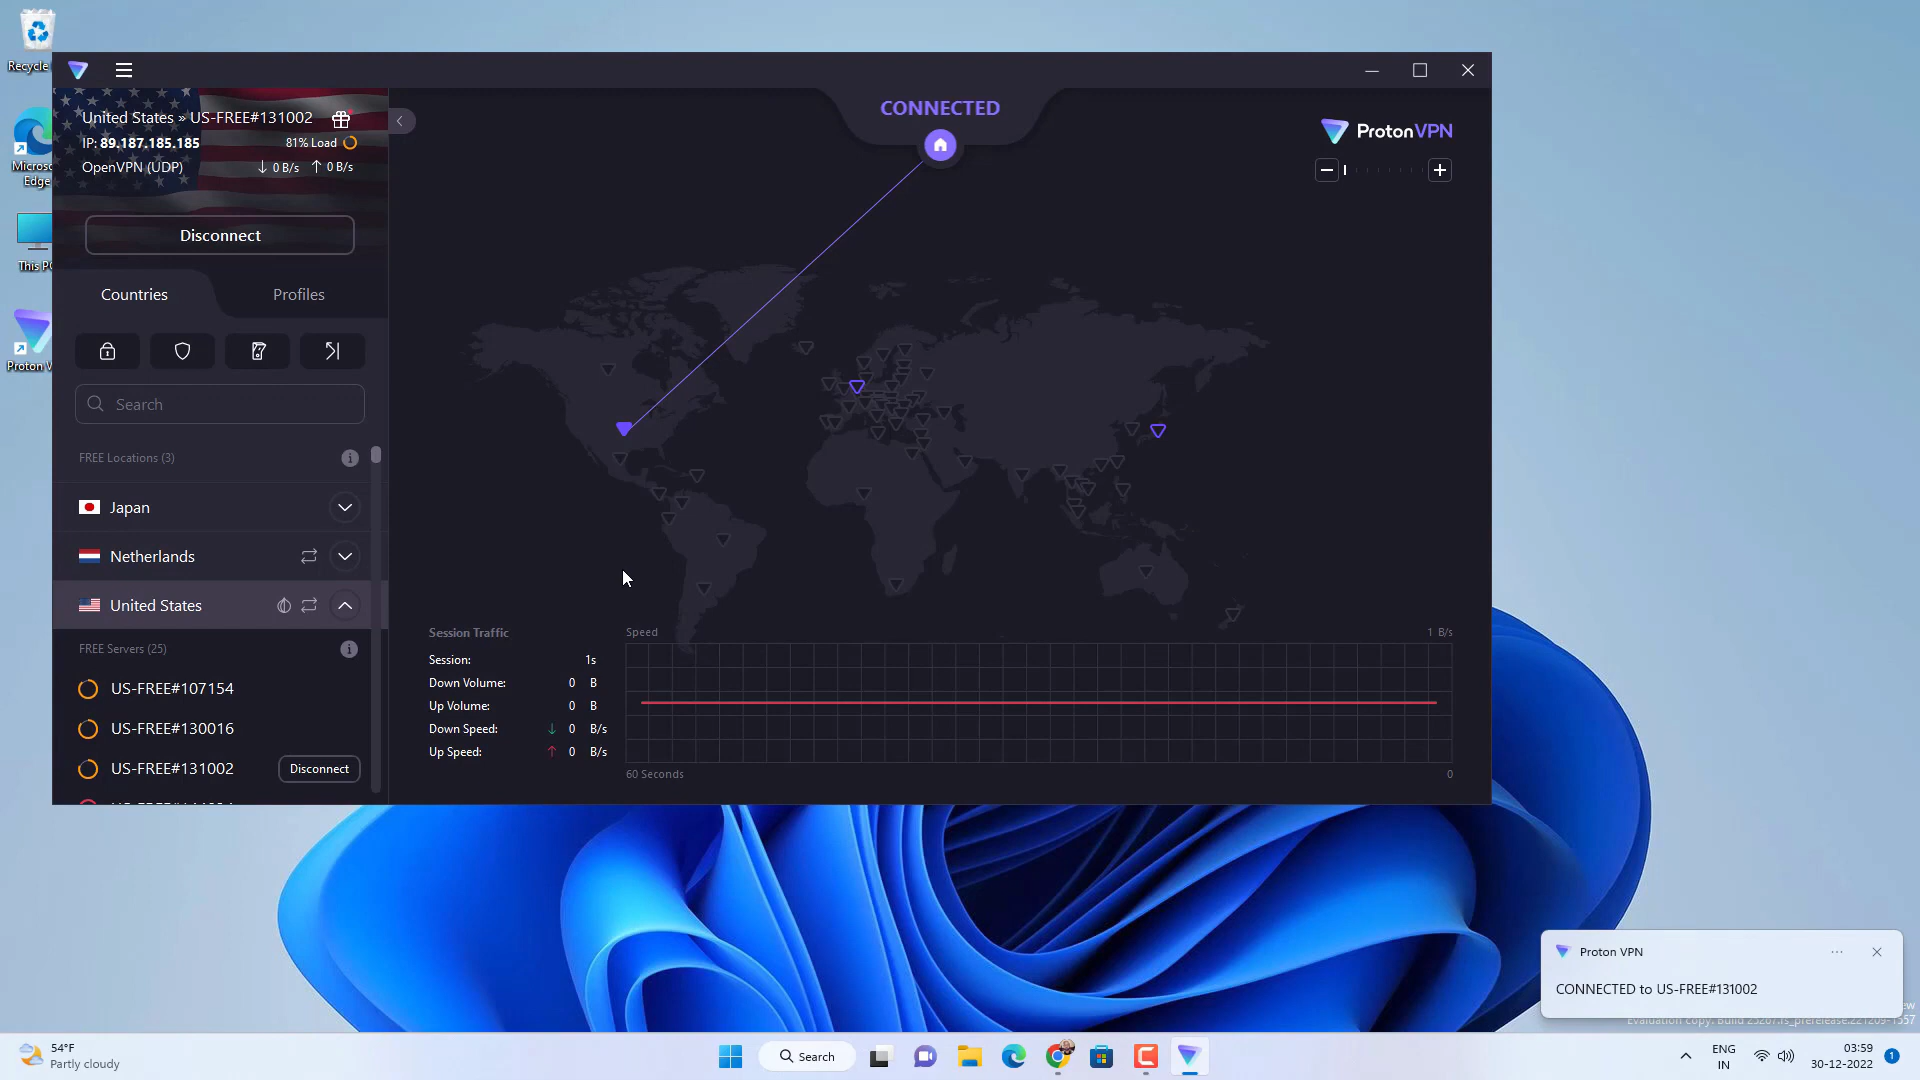 Recycle
Microsof
Edge
This PC
Proton V
CONNECTED
ProtonVPN
United States » US-FREE#131002
IP: 89.187.185.185
81% Load
OpenVPN (UDP)
0 B/s
0 B/s
Disconnect
Countries
Profiles
Search
FREE Locations (3)
Japan
Netherlands
United States
FREE Servers (25)
US-FREE#107154
US-FREE#130016
US-FREE#131002
Disconnect
Session Traffic
Session: 1s
Down Volume: 0 B
Up Volume: 0 B
Down Speed: 0 B/s
Up Speed: 0 B/s
Speed
1 B/s
60 Seconds
0
Proton VPN
CONNECTED to US-FREE#131002
54°F
Partly cloudy
Search
ENG
IN
03:59
30-12-2022
1